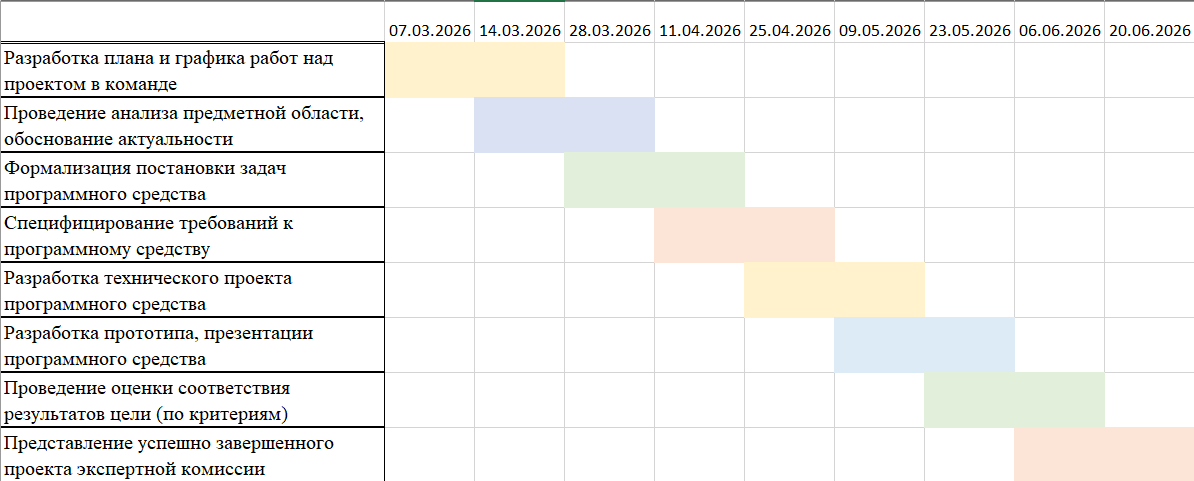 07.03.2026 14.03.2026 28.03.2026 11.04.2026 25.04.2026 09.05.2026 23.05.2026 06.06.2026 20.06.2026
Разработка плана и графика работ над
проектом в команде
Проведение анализа предметной области,
обоснование актуальности
Формализация постановки задач
программного средства
Специфицирование требований к
программному средству
Разработка технического проекта
программного средства
Разработка прототипа, презентации
программного средства
Проведение оценки соответствия
результатов цели (по критериям)
Представление успешно завершенного
проекта экспертной комиссии